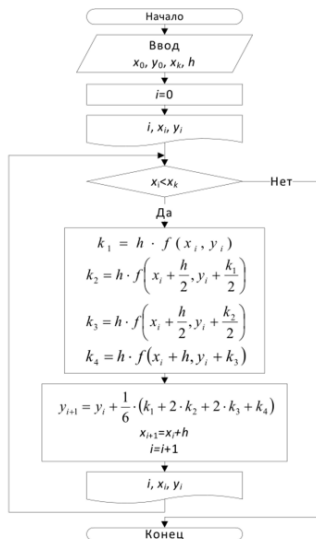 Начало
Ввод
x₀, y₀, xₖ, h
i=0
i, xᵢ, yᵢ
xᵢ<xₖ
Нет
Да
k₁ = h · f(xᵢ, yᵢ)
k₂ = h · f(xᵢ + h/2, yᵢ + k₁/2)
k₃ = h · f(xᵢ + h/2, yᵢ + k₂/2)
k₄ = h · f(xᵢ + h, yᵢ + k₃)
yᵢ₊₁ = yᵢ + 1/6 · (k₁ + 2 · k₂ + 2 · k₃ + k₄)
xᵢ₊₁=xᵢ+h
i=i+1
i, xᵢ, yᵢ
Конец